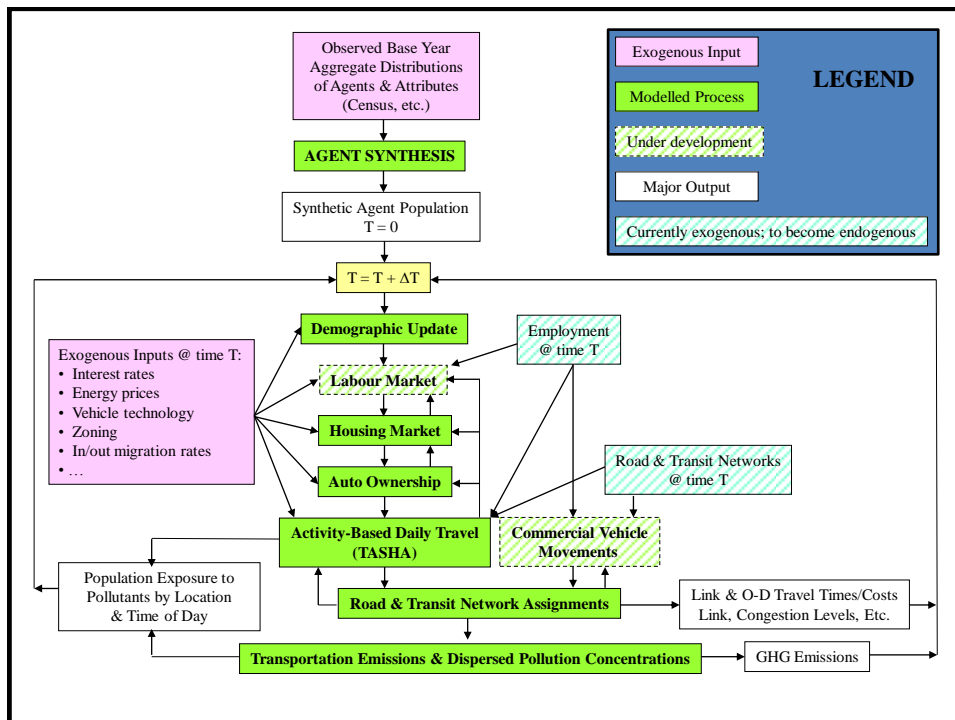 Observed Base Year
Aggregate Distributions
of Agents & Attributes
(Census, etc.)
AGENT SYNTHESIS
Synthetic Agent Population
T = 0
T = T + ΔT
LEGEND
Exogenous Input
Modelled Process
Under development
Major Output
Currently exogenous; to become endogenous
Demographic Update
Employment
@ time T
Exogenous Inputs @ time T:
• Interest rates
• Energy prices
• Vehicle technology
• Zoning
• In/out migration rates
• …
Labour Market
Housing Market
Auto Ownership
Road & Transit Networks
@ time T
Activity-Based Daily Travel
(TASHA)
Commercial Vehicle
Movements
Population Exposure to
Pollutants by Location
& Time of Day
Road & Transit Network Assignments
Link & O-D Travel Times/Costs
Link, Congestion Levels, Etc.
Transportation Emissions & Dispersed Pollution Concentrations
GHG Emissions